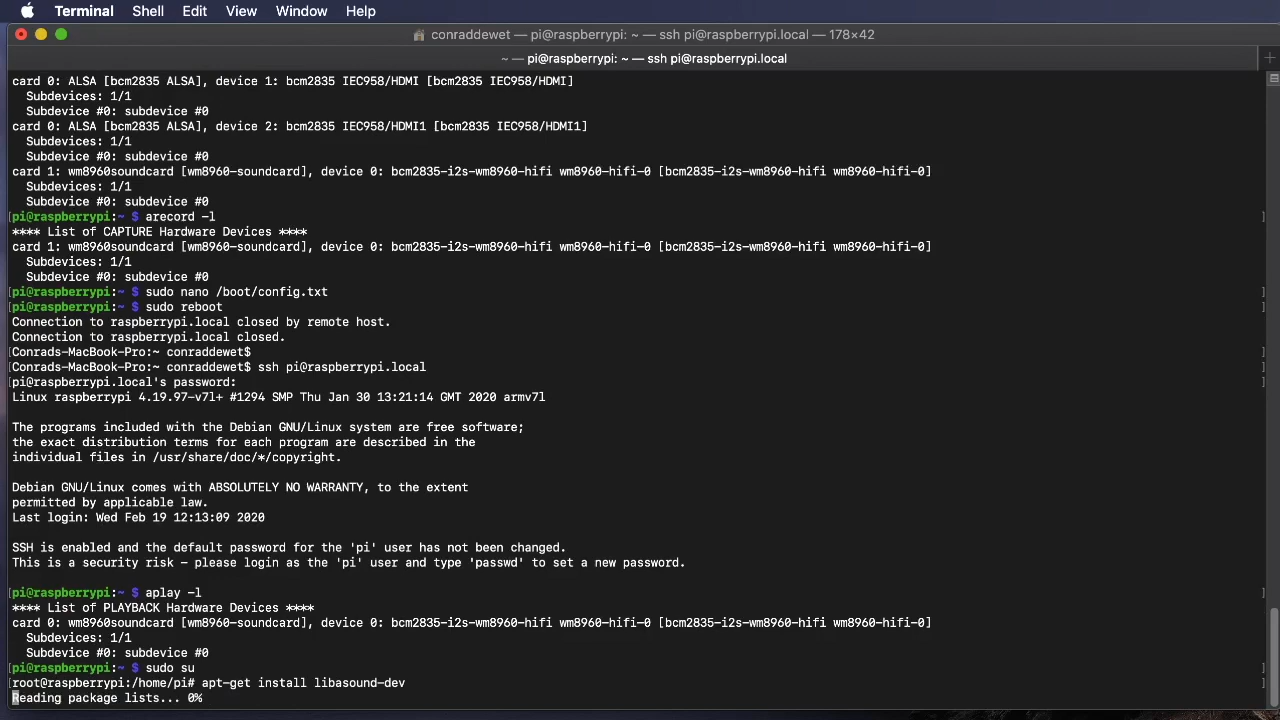 Terminal Shell Edit View Window Help
conraddewet — pi@raspberrypi: ~ — ssh pi@raspberrypi.local — 178×42
~ — pi@raspberrypi: ~ — ssh pi@raspberrypi.local
card 0: ALSA [bcm2835 ALSA], device 1: bcm2835 IEC958/HDMI [bcm2835 IEC958/HDMI]
  Subdevices: 1/1
  Subdevice #0: subdevice #0
card 0: ALSA [bcm2835 ALSA], device 2: bcm2835 IEC958/HDMI1 [bcm2835 IEC958/HDMI1]
  Subdevices: 1/1
  Subdevice #0: subdevice #0
card 1: wm8960soundcard [wm8960-soundcard], device 0: bcm2835-i2s-wm8960-hifi wm8960-hifi-0 [bcm2835-i2s-wm8960-hifi wm8960-hifi-0]
  Subdevices: 1/1
  Subdevice #0: subdevice #0
[pi@raspberrypi:~ $ arecord -l ]
**** List of CAPTURE Hardware Devices ****
card 1: wm8960soundcard [wm8960-soundcard], device 0: bcm2835-i2s-wm8960-hifi wm8960-hifi-0 [bcm2835-i2s-wm8960-hifi wm8960-hifi-0]
  Subdevices: 1/1
  Subdevice #0: subdevice #0
[pi@raspberrypi:~ $ sudo nano /boot/config.txt ]
[pi@raspberrypi:~ $ sudo reboot ]
Connection to raspberrypi.local closed by remote host.
Connection to raspberrypi.local closed.
[Conrads-MacBook-Pro:~ conraddewet$ ]
[Conrads-MacBook-Pro:~ conraddewet$ ssh pi@raspberrypi.local ]
[pi@raspberrypi.local's password: ]
Linux raspberrypi 4.19.97-v7l+ #1294 SMP Thu Jan 30 13:21:14 GMT 2020 armv7l
The programs included with the Debian GNU/Linux system are free software;
the exact distribution terms for each program are described in the
individual files in /usr/share/doc/*/copyright.
Debian GNU/Linux comes with ABSOLUTELY NO WARRANTY, to the extent
permitted by applicable law.
Last login: Wed Feb 19 12:13:09 2020
SSH is enabled and the default password for the 'pi' user has not been changed.
This is a security risk - please login as the 'pi' user and type 'passwd' to set a new password.
[pi@raspberrypi:~ $ aplay -l ]
**** List of PLAYBACK Hardware Devices ****
card 0: wm8960soundcard [wm8960-soundcard], device 0: bcm2835-i2s-wm8960-hifi wm8960-hifi-0 [bcm2835-i2s-wm8960-hifi wm8960-hifi-0]
  Subdevices: 1/1
  Subdevice #0: subdevice #0
[pi@raspberrypi:~ $ sudo su ]
[root@raspberrypi:/home/pi# apt-get install libasound-dev ]
Reading package lists... 0%